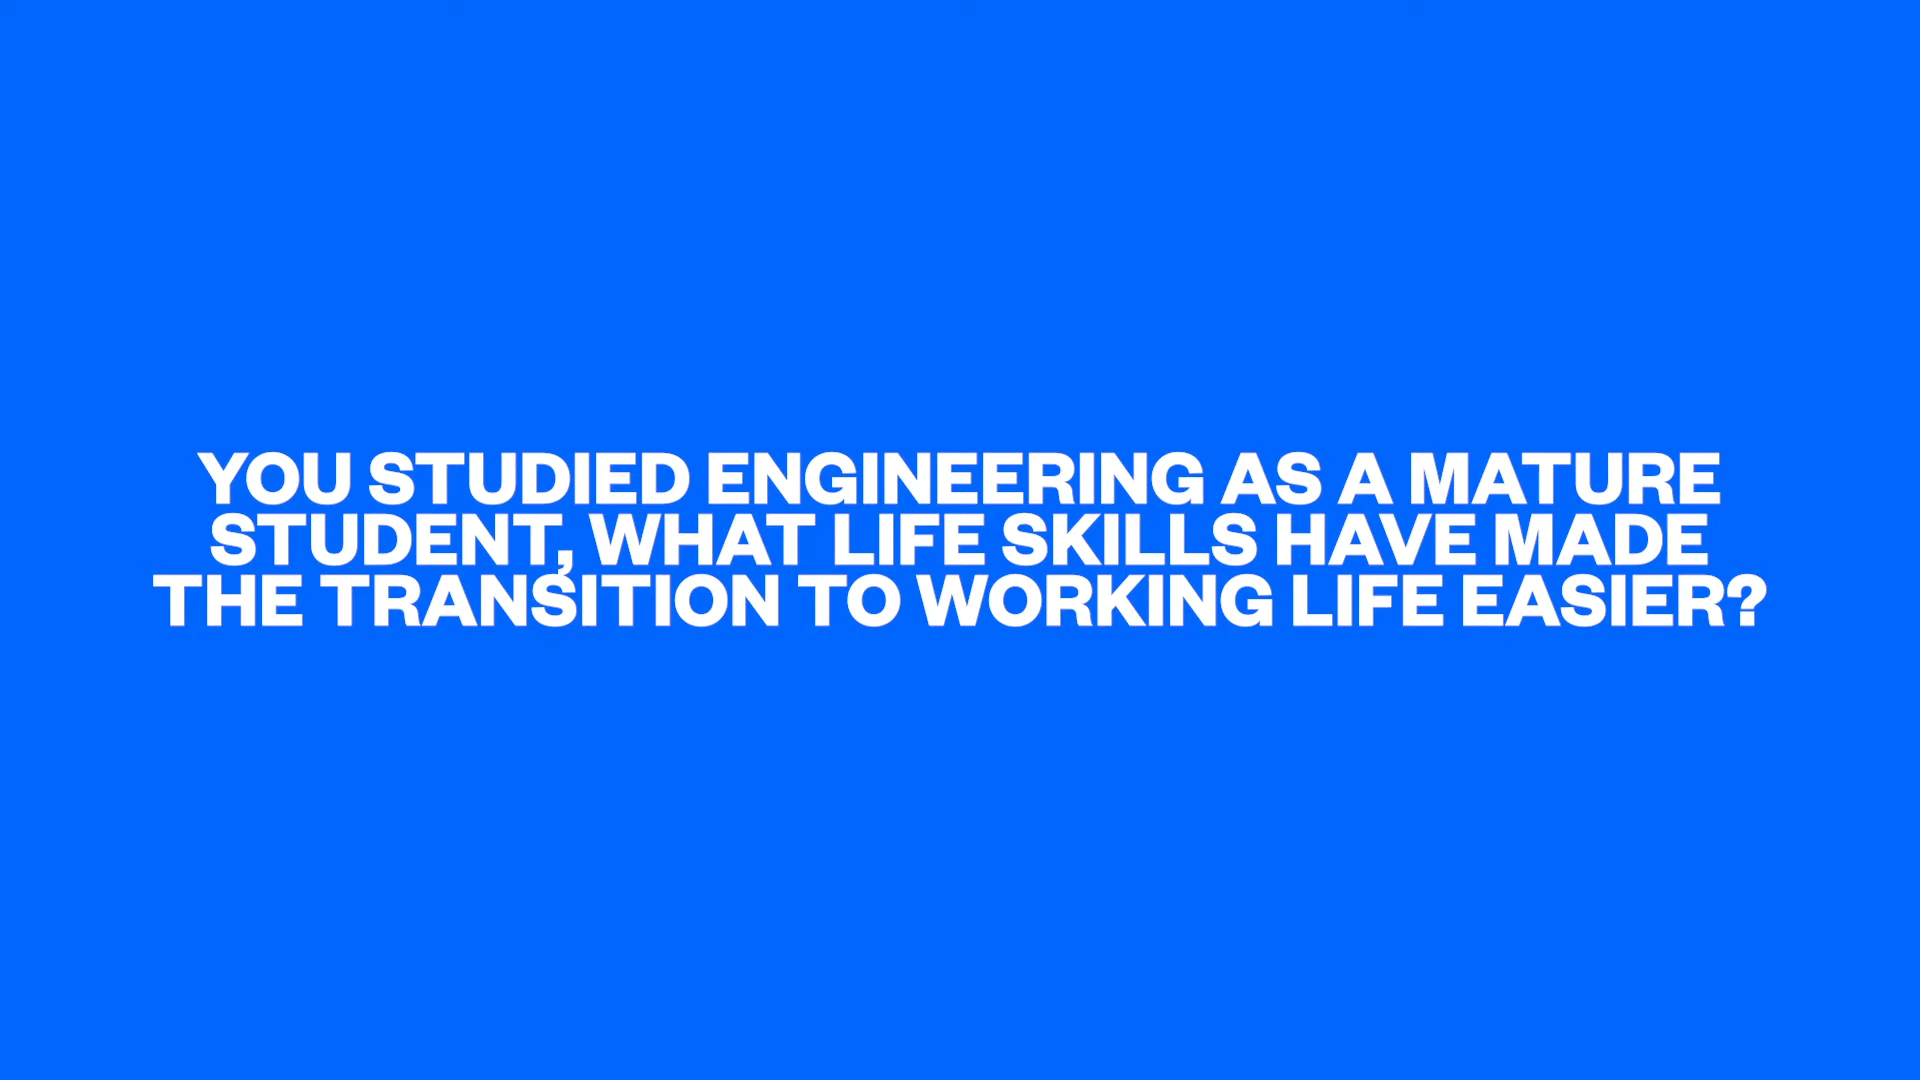 YOU STUDIED ENGINEERING AS A MATURE
STUDENT, WHAT LIFE SKILLS HAVE MADE
THE TRANSITION TO WORKING LIFE EASIER?